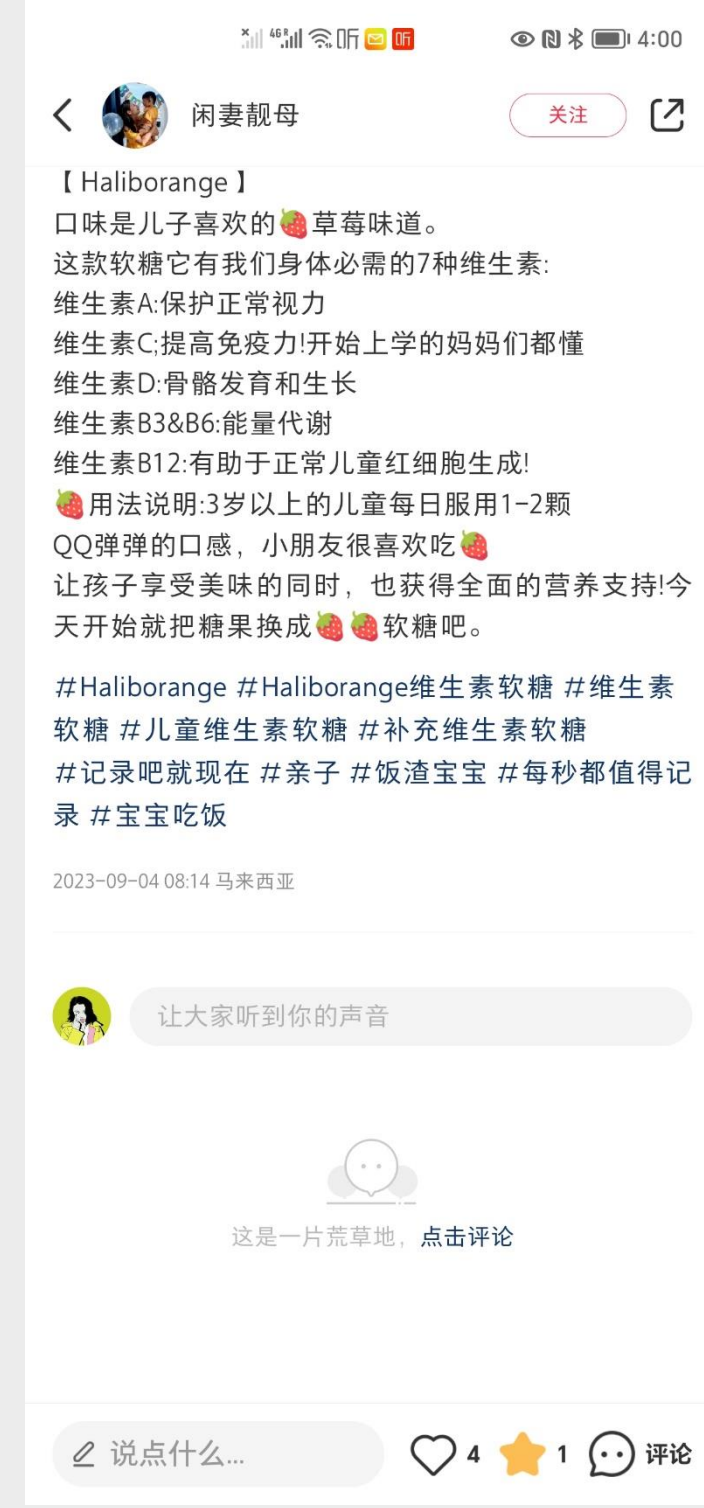 46R 听 听 4:00
闲妻靓母 关注
【 Haliborange 】
口味是儿子喜欢的🍓草莓味道。
这款软糖它有我们身体必需的7种维生素:
维生素A:保护正常视力
维生素C;提高免疫力!开始上学的妈妈们都懂
维生素D:骨骼发育和生长
维生素B3&B6:能量代谢
维生素B12:有助于正常儿童红细胞生成!
🍓用法说明:3岁以上的儿童每日服用1-2颗
QQ弹弹的口感，小朋友很喜欢吃🍓
让孩子享受美味的同时，也获得全面的营养支持!今
天开始就把糖果换成🍓🍓软糖吧。
#Haliborange #Haliborange维生素软糖 #维生素
软糖 #儿童维生素软糖 #补充维生素软糖
#记录吧就现在 #亲子 #饭渣宝宝 #每秒都值得记
录 #宝宝吃饭
2023-09-04 08:14 马来西亚
让大家听到你的声音
这是一片荒草地，点击评论
说点什么... 4 1 评论